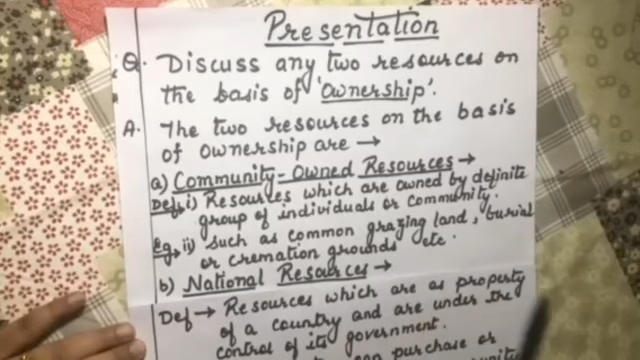 Presentation
Q. Discuss any two resources on
the basis of 'Ownership'.
A. The two resources on the basis
of ownership are →
a) Community-Owned Resources →
Def, i) Resources which are owned by definite
group of individuals or community.
Eg, ii) Such as common grazing land, burial
or cremation grounds etc.
b) National Resources →
Def → Resources which are as property
of a country and are under the
control of its government.
can purchase or